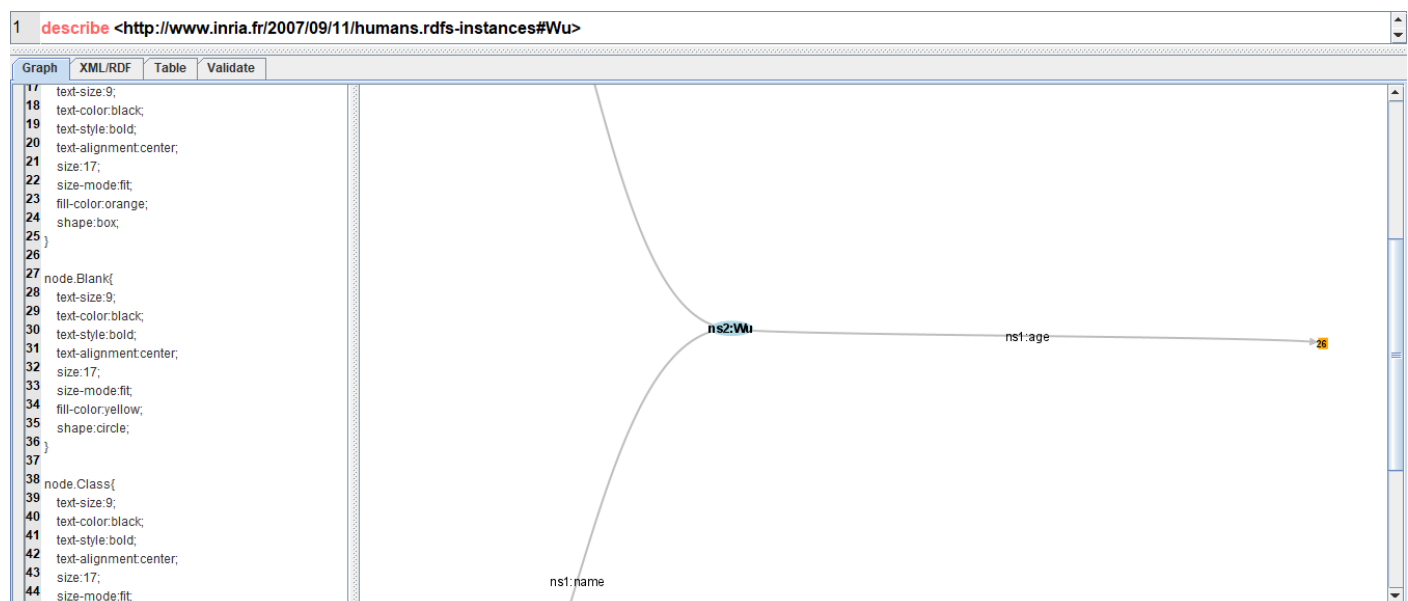 1 describe <http://www.inria.fr/2007/09/11/humans.rdfs-instances#Wu>
Graph XML/RDF Table Validate
17 text-size:9;
18 text-color:black;
19 text-style:bold;
20 text-alignment:center;
21 size:17;
22 size-mode:fit;
23 fill-color:orange;
24 shape:box;
25 }
26
27 node.Blank{
28 text-size:9;
29 text-color:black;
30 text-style:bold;
31 text-alignment:center;
32 size:17;
33 size-mode:fit;
34 fill-color:yellow;
35 shape:circle;
36 }
37
38 node.Class{
39 text-size:9;
40 text-color:black;
41 text-style:bold;
42 text-alignment:center;
43 size:17;
44 size-mode:fit;
ns2:Wu
ns1:age
26
ns1:name